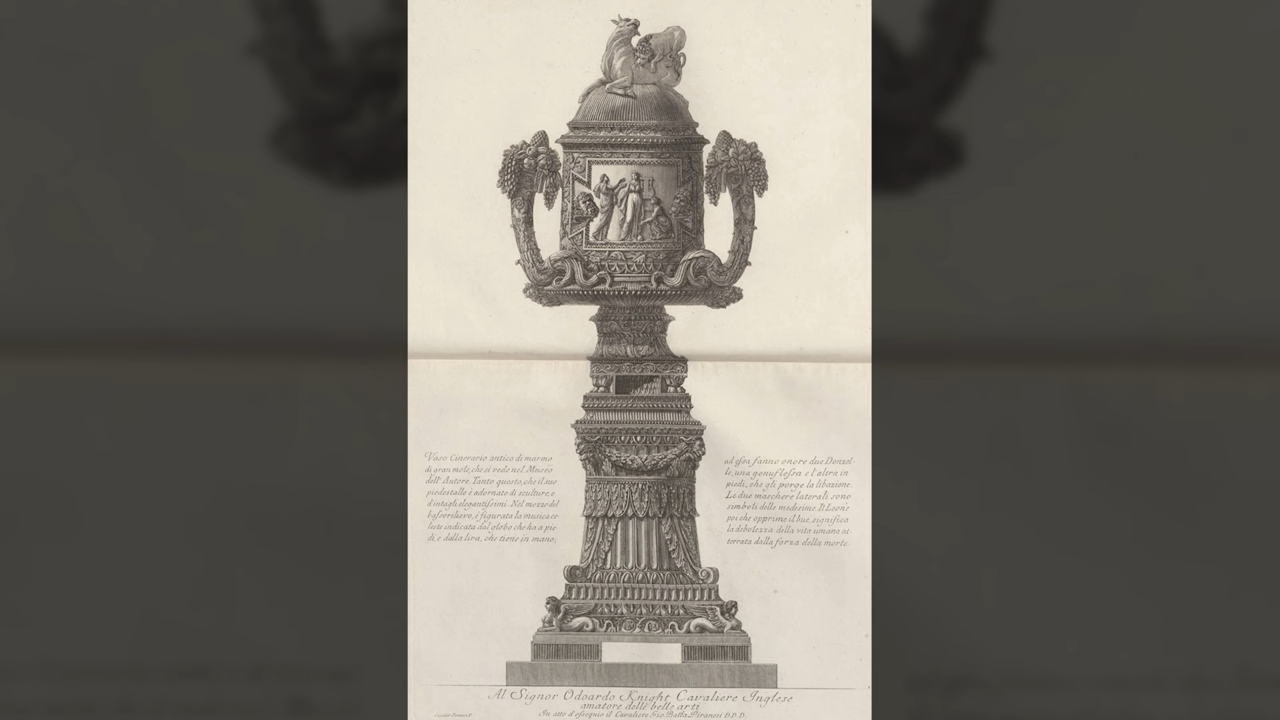 Vaso Cinerario antico di marmo
di gran mole, che si vede nel Museo
dell' Autore. Tanto questo, che il suo
piedestallo è adornato di sculture, e
d'intagli elegantissimi. Nel mezzo del
bassorilievo, è figurata la musica ce-
leste indicata dal globo che ha a pie-
di, e dalla lira, che tiene in mano;
ad essa fanno onore due Donzel-
le, una genuflessa e l'altra in
piedi, che gli porge la libazione.
Le due maschere laterali sono
simboli delle medesime. Il Leone
poi che opprime il bue, significa
la debolezza della vita umana at-
terrata dalla forza della morte.
Al Signor Odoardo Knight Cavaliere Inglese
amatore delle belle arti
In atto d'ossequio il Cavaliere Gio. Batta. Piranesi D.D.D.